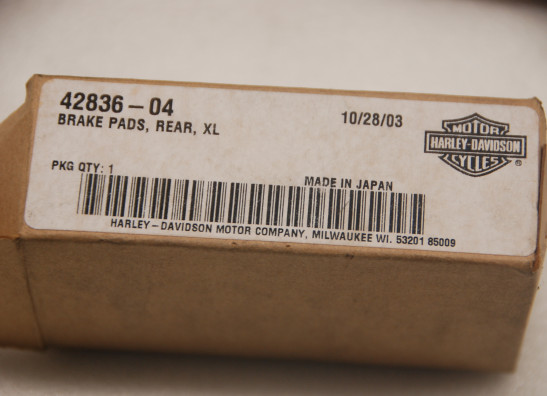 42836-04
BRAKE PADS, REAR, XL
10/28/03
MOTOR
HARLEY-DAVIDSON
CYCLES
®
PKG QTY: 1
MADE IN JAPAN
HARLEY-DAVIDSON MOTOR COMPANY, MILWAUKEE WI. 53201 85009